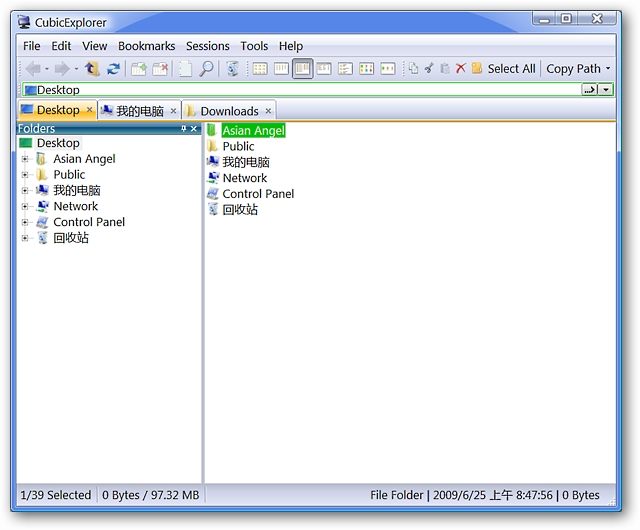 CubicExplorer
File Edit View Bookmarks Sessions Tools Help
Select All Copy Path
Desktop
Desktop 我的电脑 Downloads
Folders
Desktop
Asian Angel
Public
我的电脑
Network
Control Panel
回收站
Asian Angel
Public
我的电脑
Network
Control Panel
回收站
1/39 Selected 0 Bytes / 97.32 MB File Folder | 2009/6/25 上午 8:47:56 | 0 Bytes